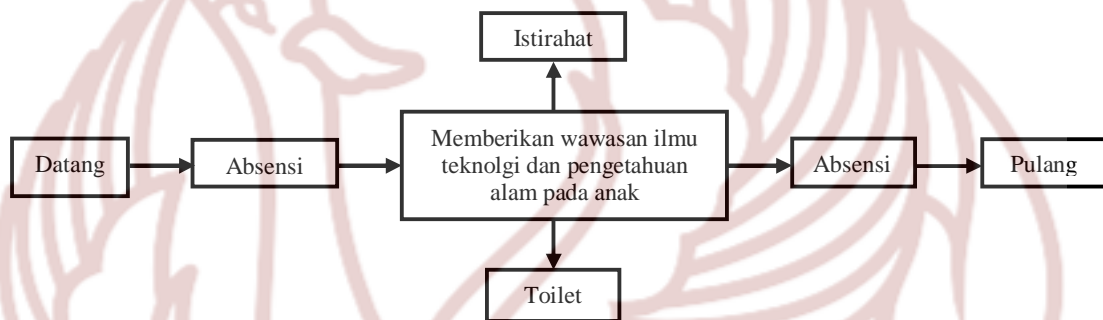 Istirahat
Datang
Absensi
Memberikan wawasan ilmu
teknolgi dan pengetahuan
alam pada anak
Absensi
Pulang
Toilet